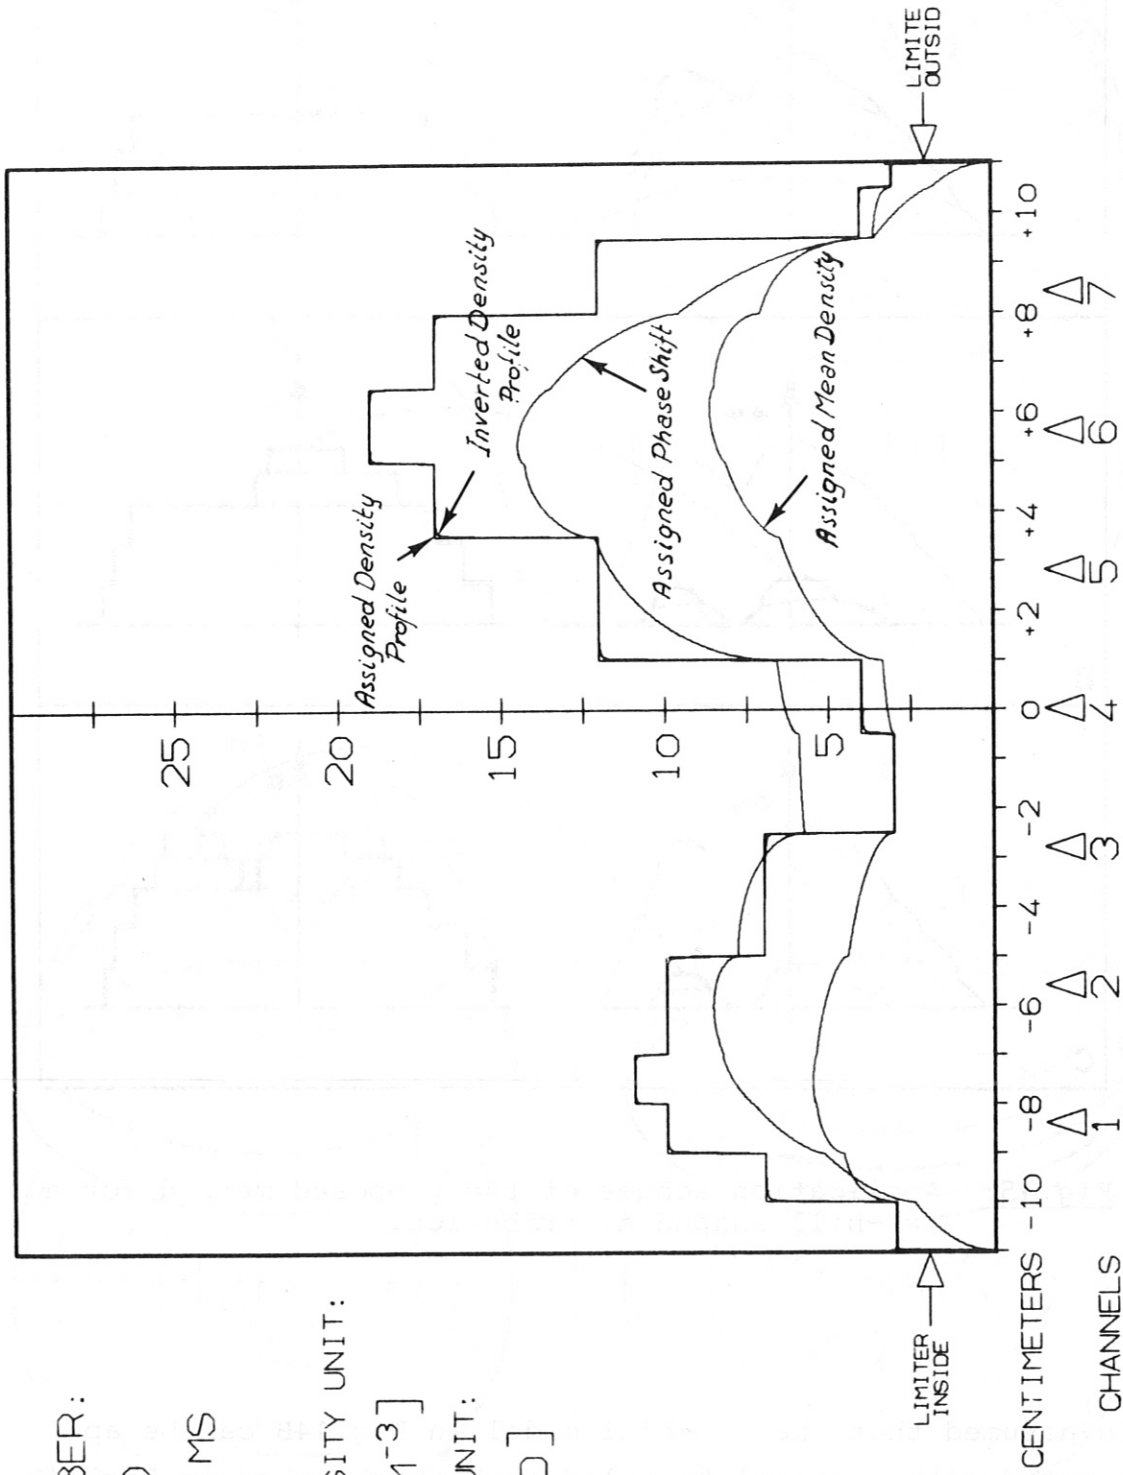 BER:
MS
SITY UNIT:
M⁻³]
UNIT:
D]
25
20
15
10
5
Assigned Density
Profile
Inverted Density
Profile
Assigned Phase Shift
Assigned Mean Density
LIMITER
INSIDE
LIMITE
OUTSID
CENTIMETERS
-10 -8 -6 -4 -2 0 +2 +4 +6 +8 +10
CHANNELS
1 2 3 4 5 6 7